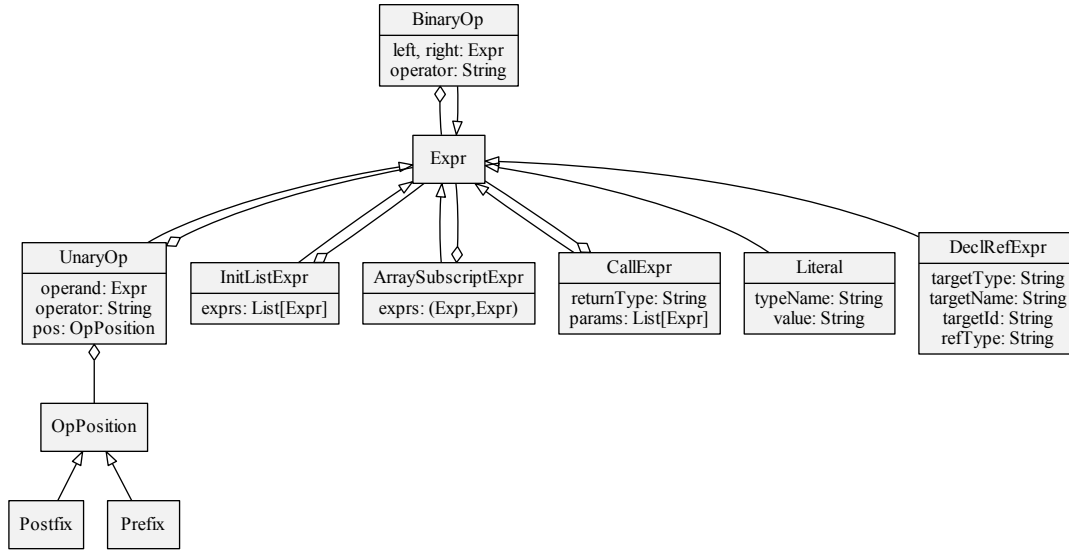 BinaryOp
left, right: Expr
operator: String
Expr
UnaryOp
operand: Expr
operator: String
pos: OpPosition
InitListExpr
exprs: List[Expr]
ArraySubscriptExpr
exprs: (Expr,Expr)
CallExpr
returnType: String
params: List[Expr]
Literal
typeName: String
value: String
DeclRefExpr
targetType: String
targetName: String
targetId: String
refType: String
OpPosition
Postfix
Prefix